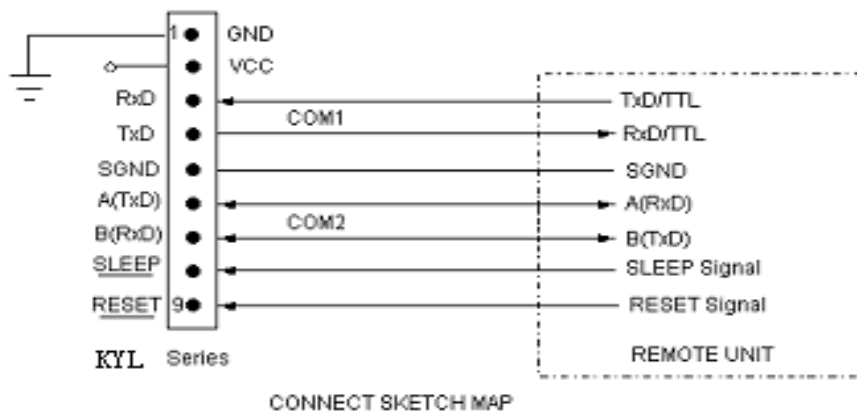 1 GND
VCC
RxD COM1 TxD/TTL
TxD RxD/TTL
SGND SGND
A(TxD) COM2 A(RxD)
B(RxD) B(TxD)
SLEEP SLEEP Signal
RESET 9 RESET Signal
KYL Series REMOTE UNIT
CONNECT SKETCH MAP